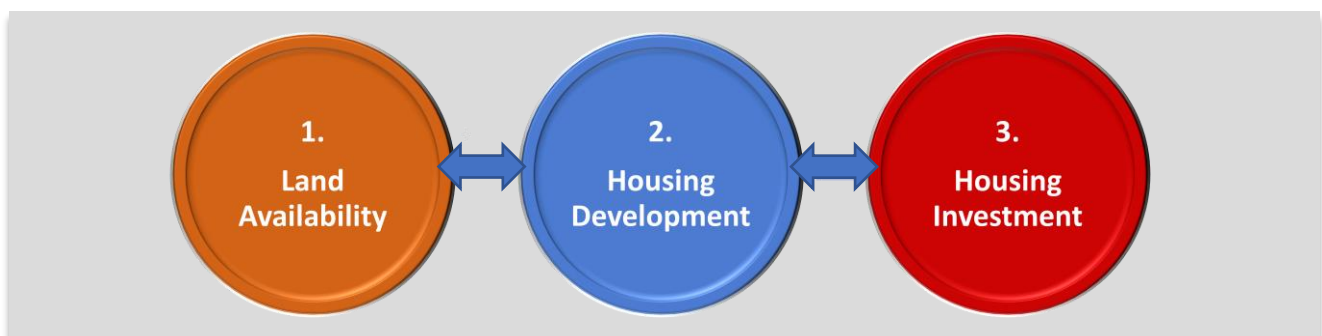 1.
Land
Availability
2.
Housing
Development
3.
Housing
Investment